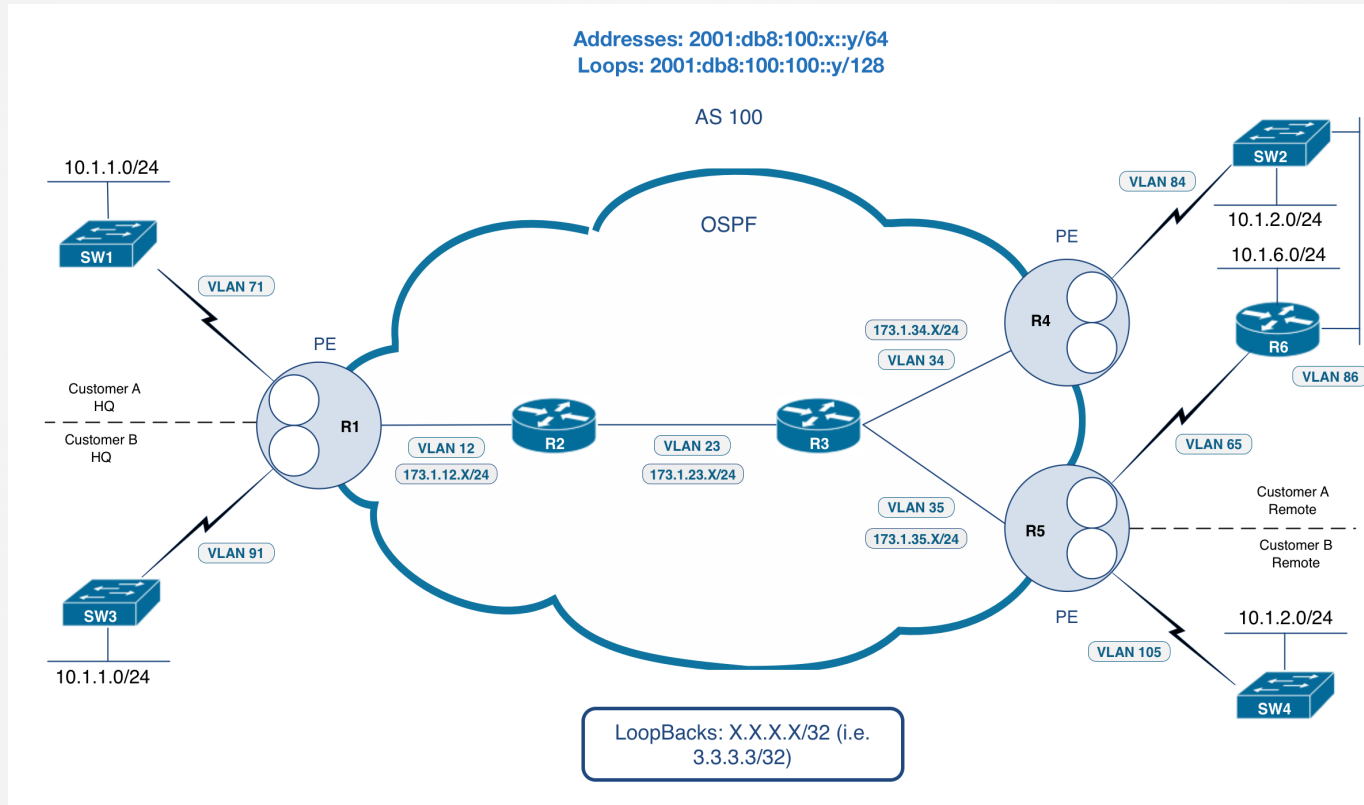 Addresses: 2001:db8:100:x::y/64
Loops: 2001:db8:100:100::y/128
AS 100
OSPF
10.1.1.0/24
SW1
VLAN 71
Customer A
HQ
Customer B
HQ
PE
R1
VLAN 91
SW3
10.1.1.0/24
VLAN 12
173.1.12.X/24
R2
VLAN 23
173.1.23.X/24
R3
173.1.34.X/24
VLAN 34
VLAN 35
173.1.35.X/24
PE
R4
VLAN 84
SW2
10.1.2.0/24
10.1.6.0/24
R6
VLAN 86
VLAN 65
R5
PE
Customer A
Remote
Customer B
Remote
VLAN 105
10.1.2.0/24
SW4
LoopBacks: X.X.X.X/32 (i.e.
3.3.3.3/32)